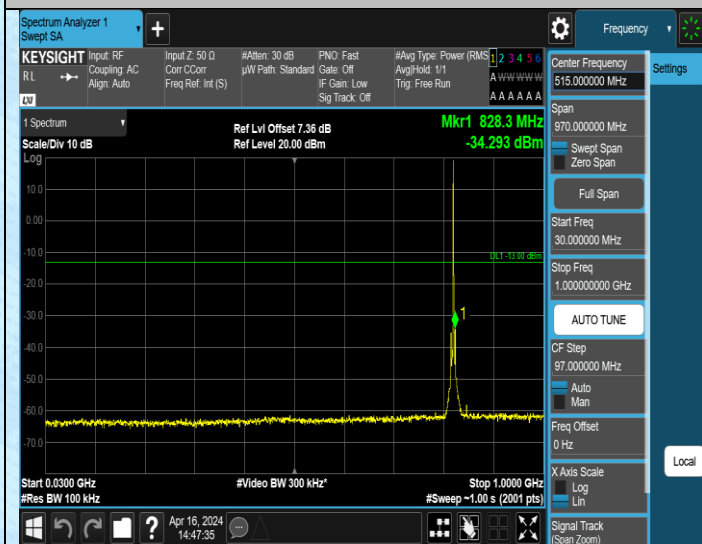 Spectrum Analyzer 1
Swept SA
+
Frequency
KEYSIGHT
RL
LXI
Input: RF
Coupling: AC
Align: Auto
Input Z: 50 Ω
Corr CCorr
Freq Ref: Int (S)
#Atten: 30 dB
µW Path: Standard
PNO: Fast
Gate: Off
IF Gain: Low
Sig Track: Off
#Avg Type: Power (RMS
Avg|Hold: 1/1
Trig: Free Run
1 2 3 4 5 6
A W W W W W
A A A A A A
Center Frequency
515.000000 MHz
Settings
Span
970.000000 MHz
Swept Span
Zero Span
Full Span
Start Freq
30.000000 MHz
Stop Freq
1.000000000 GHz
AUTO TUNE
CF Step
97.000000 MHz
Auto
Man
Freq Offset
0 Hz
X Axis Scale
Log
Lin
Signal Track
(Span Zoom)
Local
1 Spectrum
Scale/Div 10 dB
Ref Lvl Offset 7.36 dB
Ref Level 20.00 dBm
Mkr1 828.3 MHz
-34.293 dBm
Log
10.0
0.00
-10.0
-20.0
-30.0
-40.0
-50.0
-60.0
-70.0
DL1 -13.00 dBm
1
Start 0.0300 GHz
#Res BW 100 kHz
#Video BW 300 kHz*
Stop 1.0000 GHz
#Sweep ~1.00 s (2001 pts)
?
Apr 16, 2024
14:47:35